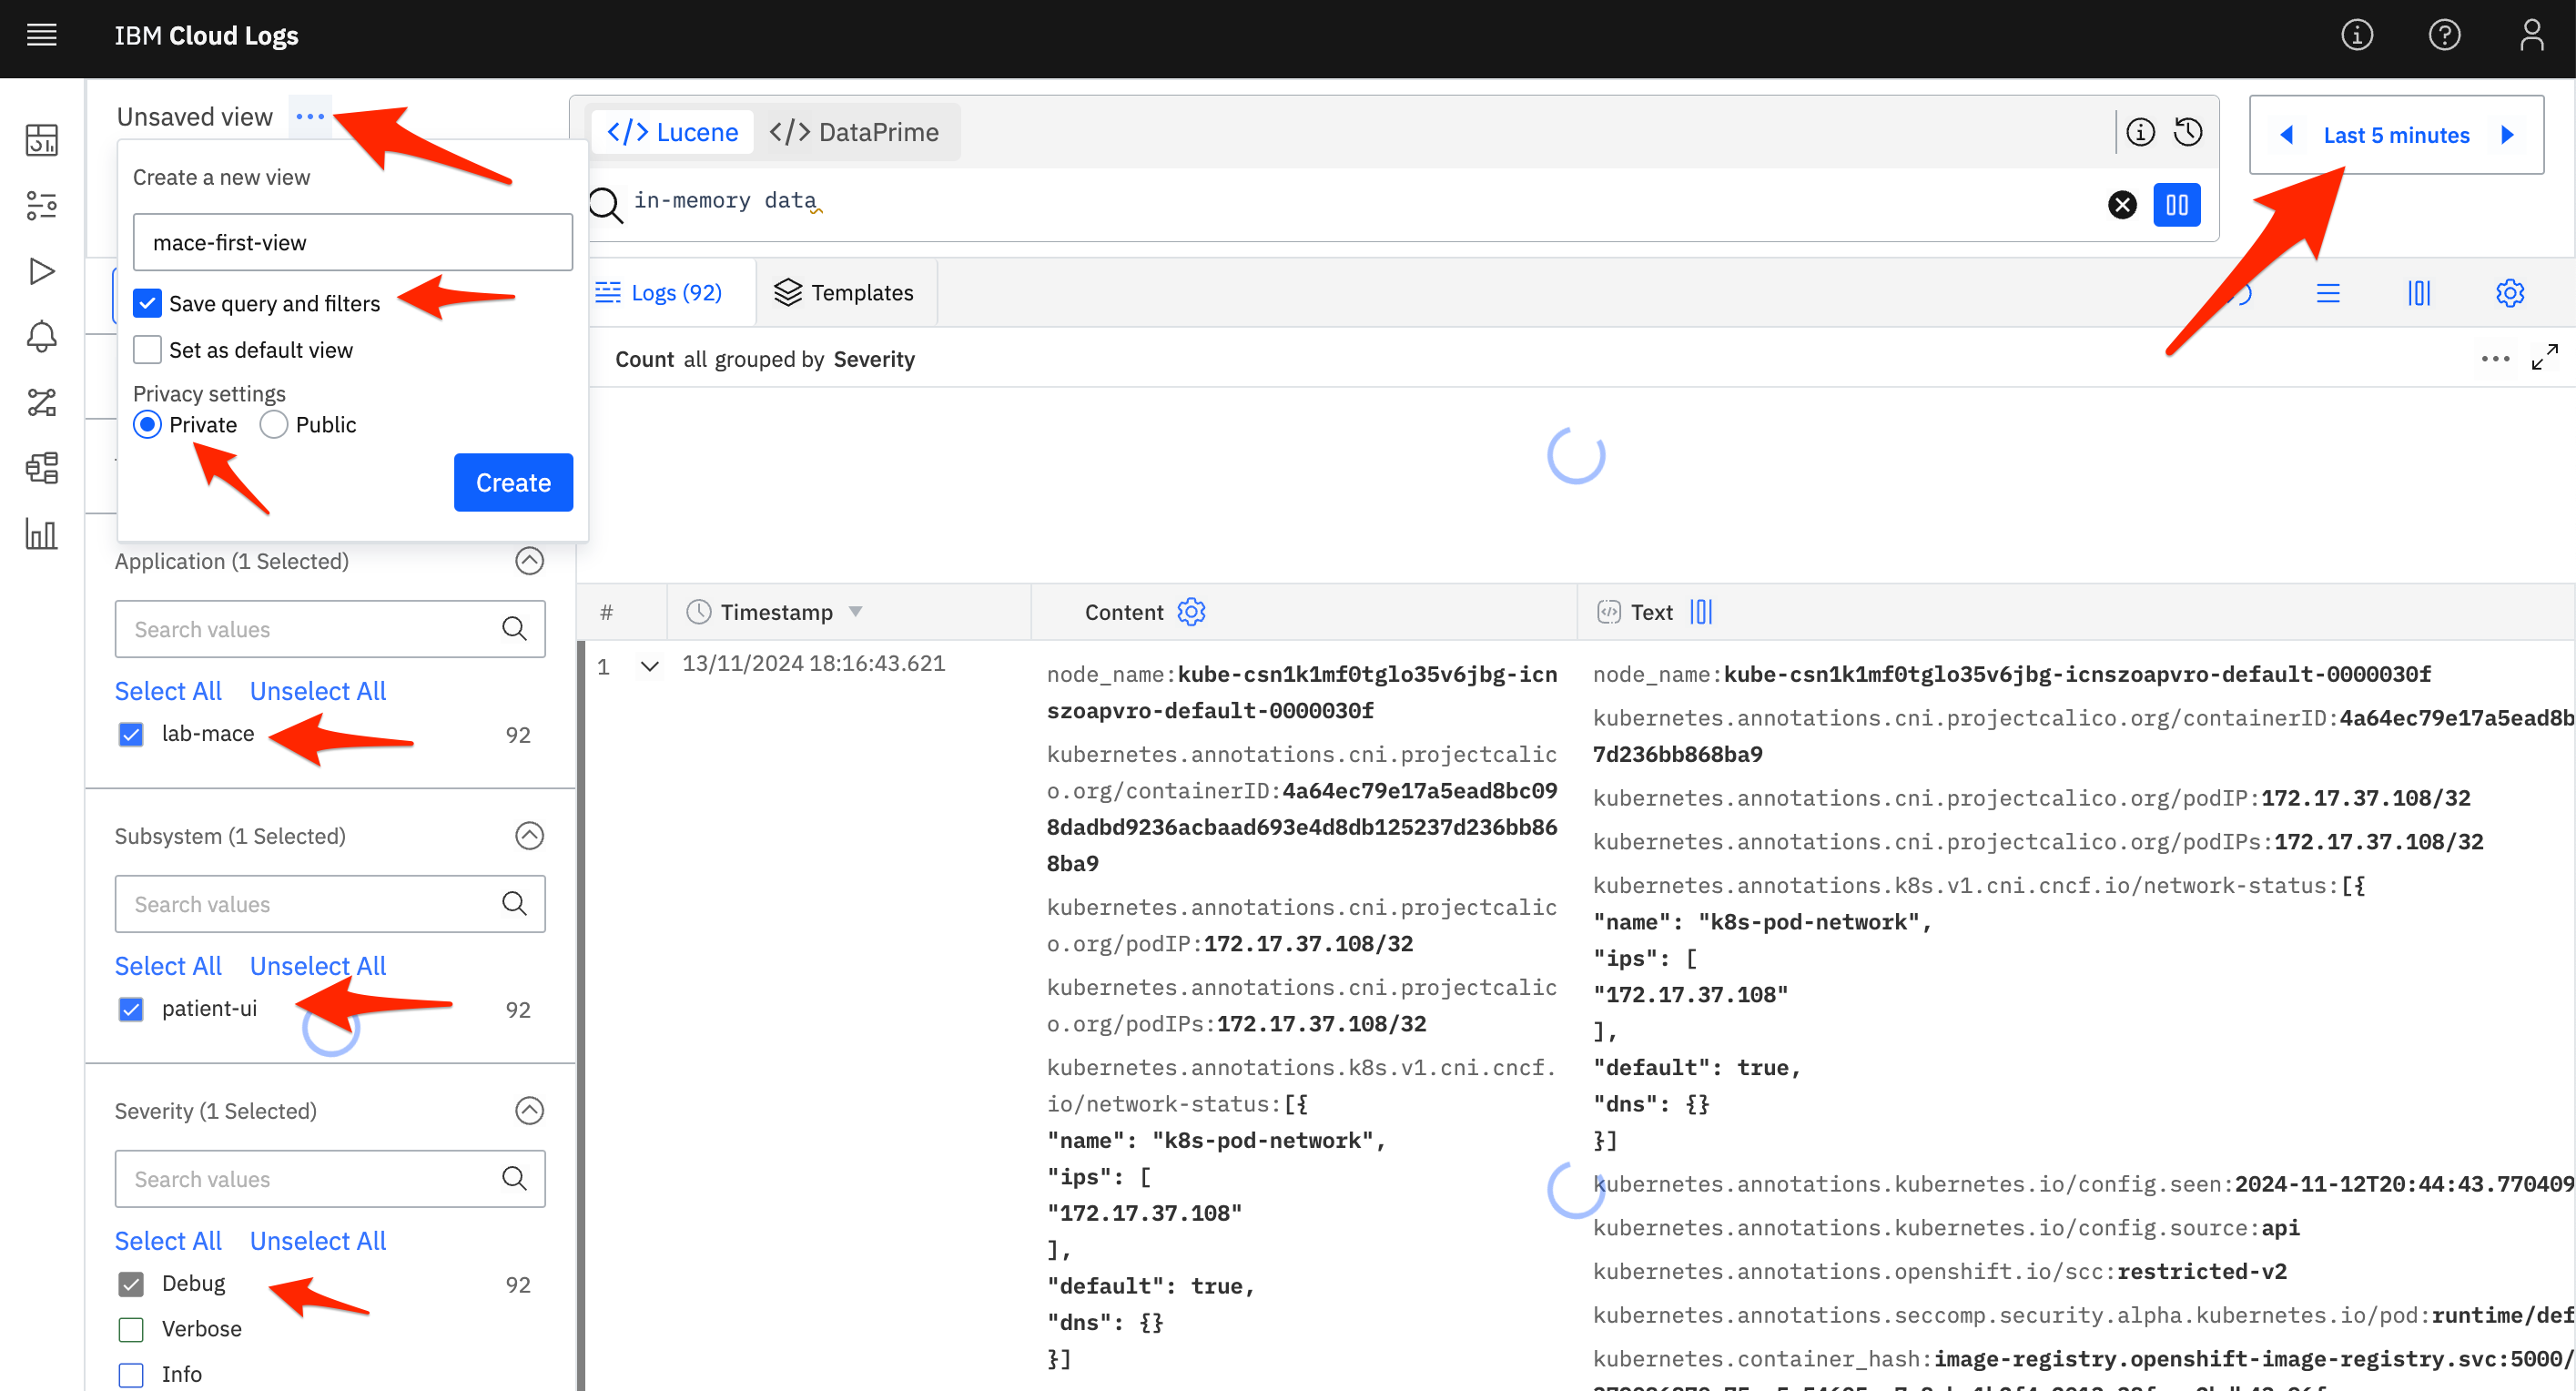 IBM Cloud Logs
Unsaved view
Create a new view
mace-first-view
Save query and filters
Set as default view
Privacy settings
Private Public
Create
Lucene DataPrime
in-memory data
Last 5 minutes
Logs (92) Templates
Count all grouped by Severity
Application (1 Selected)
Search values
Select All Unselect All
lab-mace 92
Subsystem (1 Selected)
Search values
Select All Unselect All
patient-ui 92
Severity (1 Selected)
Search values
Select All Unselect All
Debug 92
Verbose
Info
# Timestamp Content Text
1 13/11/2024 18:16:43.621
node_name:kube-csn1k1mf0tglo35v6jbg-icn
szoapvro-default-0000030f
kubernetes.annotations.cni.projectcalic
o.org/containerID:4a64ec79e17a5ead8bc09
8dadbd9236acbaad693e4d8db125237d236bb86
8ba9
kubernetes.annotations.cni.projectcalic
o.org/podIP:172.17.37.108/32
kubernetes.annotations.cni.projectcalic
o.org/podIPs:172.17.37.108/32
kubernetes.annotations.k8s.v1.cni.cncf.
io/network-status:[{
"name": "k8s-pod-network",
"ips": [
"172.17.37.108"
],
"default": true,
"dns": {}
}]
node_name:kube-csn1k1mf0tglo35v6jbg-icnszoapvro-default-0000030f
kubernetes.annotations.cni.projectcalico.org/containerID:4a64ec79e17a5ead8b
7d236bb868ba9
kubernetes.annotations.cni.projectcalico.org/podIP:172.17.37.108/32
kubernetes.annotations.cni.projectcalico.org/podIPs:172.17.37.108/32
kubernetes.annotations.k8s.v1.cni.cncf.io/network-status:[{
"name": "k8s-pod-network",
"ips": [
"172.17.37.108"
],
"default": true,
"dns": {}
}]
kubernetes.annotations.kubernetes.io/config.seen:2024-11-12T20:44:43.770409
kubernetes.annotations.kubernetes.io/config.source:api
kubernetes.annotations.openshift.io/scc:restricted-v2
kubernetes.annotations.seccomp.security.alpha.kubernetes.io/pod:runtime/def
kubernetes.container_hash:image-registry.openshift-image-registry.svc:5000/